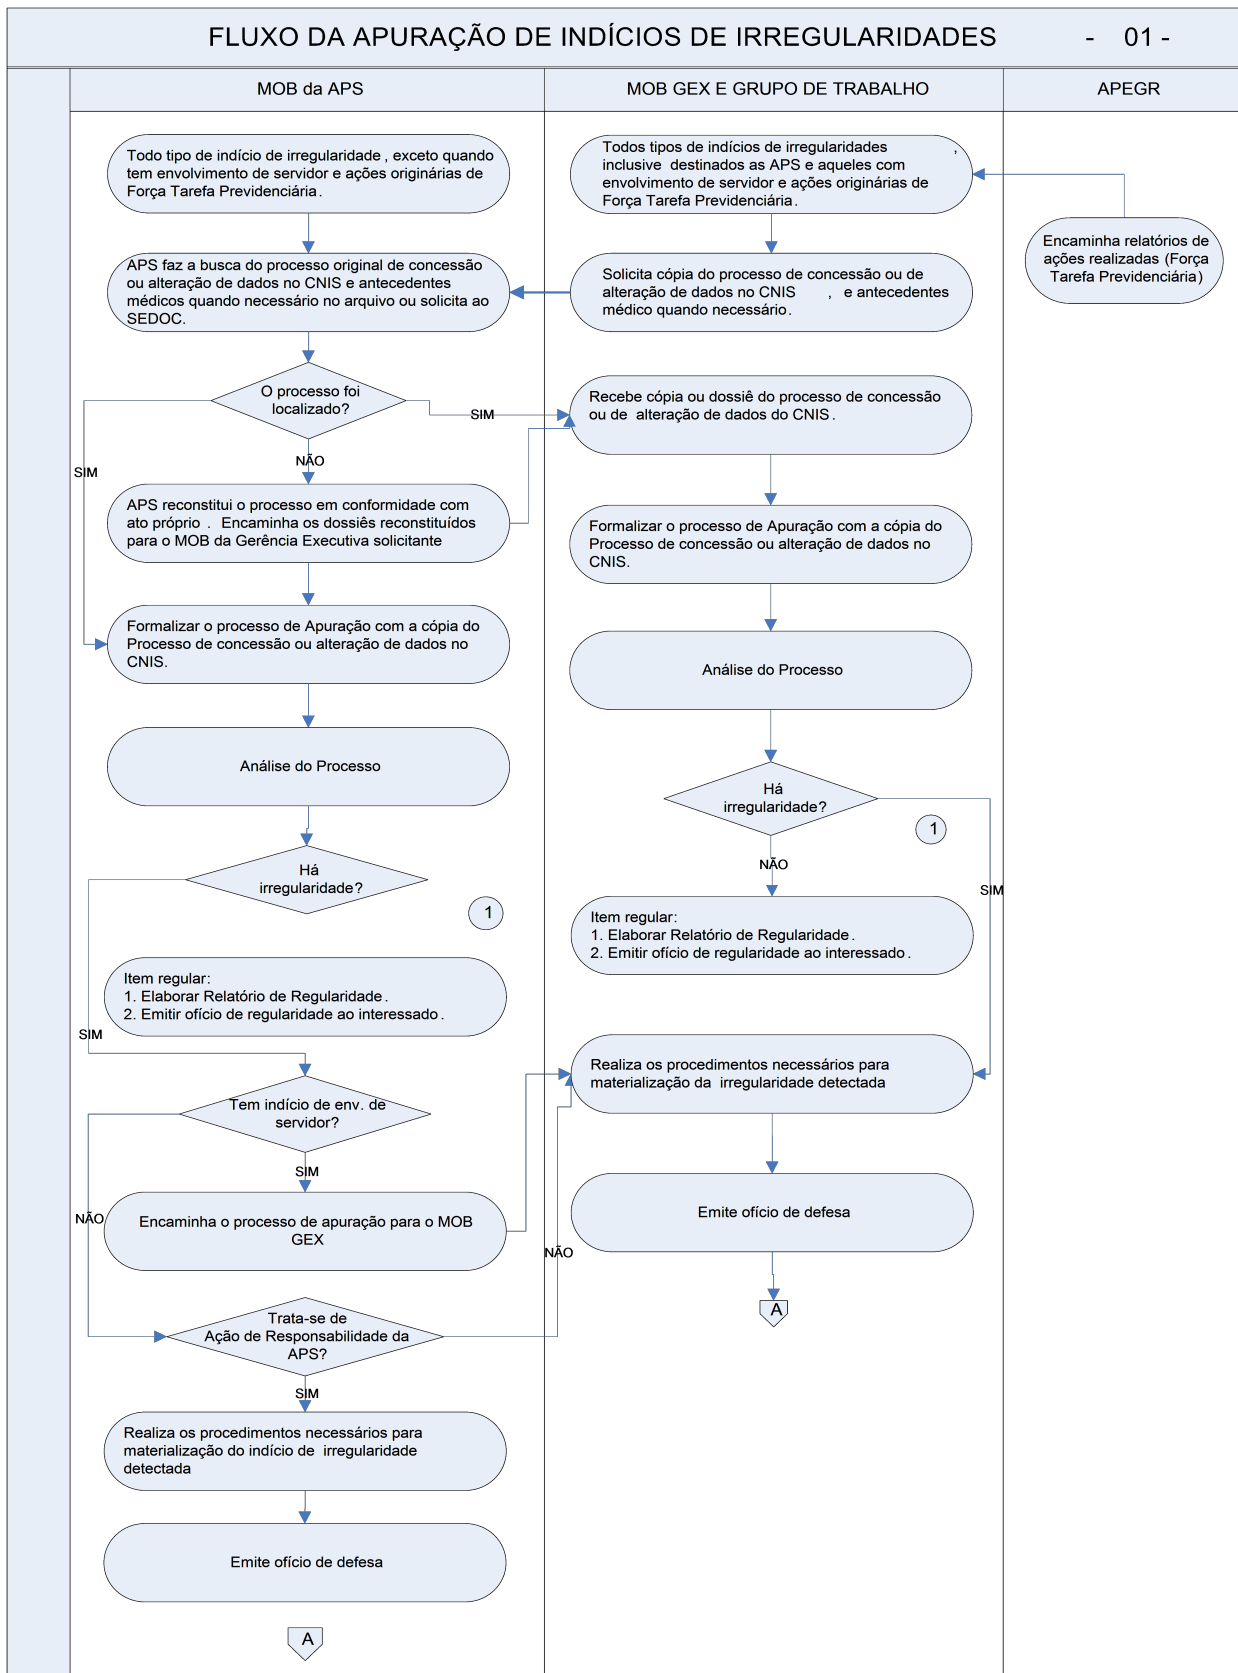 FLUXO DA APURAÇÃO DE INDÍCIOS DE IRREGULARIDADES - 01 -
MOB da APS
MOB GEX E GRUPO DE TRABALHO
APEGR
Todo tipo de indício de irregularidade , exceto quando
tem envolvimento de servidor e ações originárias de
Força Tarefa Previdenciária.
APS faz a busca do processo original de concessão
ou alteração de dados no CNIS e antecedentes
médicos quando necessário no arquivo ou solicita ao
SEDOC.
O processo foi
localizado?
SIM
SIM
NÃO
APS reconstitui o processo em conformidade com
ato próprio . Encaminha os dossiês reconstituídos
para o MOB da Gerência Executiva solicitante
Formalizar o processo de Apuração com a cópia do
Processo de concessão ou alteração de dados no
CNIS.
Análise do Processo
Há
irregularidade?
1
Item regular:
1. Elaborar Relatório de Regularidade.
2. Emitir ofício de regularidade ao interessado.
SIM
Tem indício de env. de
servidor?
SIM
NÃO
Encaminha o processo de apuração para o MOB
GEX
NÃO
Trata-se de
Ação de Responsabilidade da
APS?
SIM
Realiza os procedimentos necessários para
materialização do indício de irregularidade
detectada
Emite ofício de defesa
A
Todos tipos de indícios de irregularidades ,
inclusive destinados as APS e aqueles com
envolvimento de servidor e ações originárias de
Força Tarefa Previdenciária.
Solicita cópia do processo de concessão ou de
alteração de dados no CNIS , e antecedentes
médico quando necessário.
Recebe cópia ou dossiê do processo de concessão
ou de alteração de dados do CNIS.
Formalizar o processo de Apuração com a cópia do
Processo de concessão ou alteração de dados no
CNIS.
Análise do Processo
Há
irregularidade?
1
NÃO
SIM
Item regular:
1. Elaborar Relatório de Regularidade.
2. Emitir ofício de regularidade ao interessado.
Realiza os procedimentos necessários para
materialização da irregularidade detectada
Emite ofício de defesa
A
Encaminha relatórios de
ações realizadas (Força
Tarefa Previdenciária)